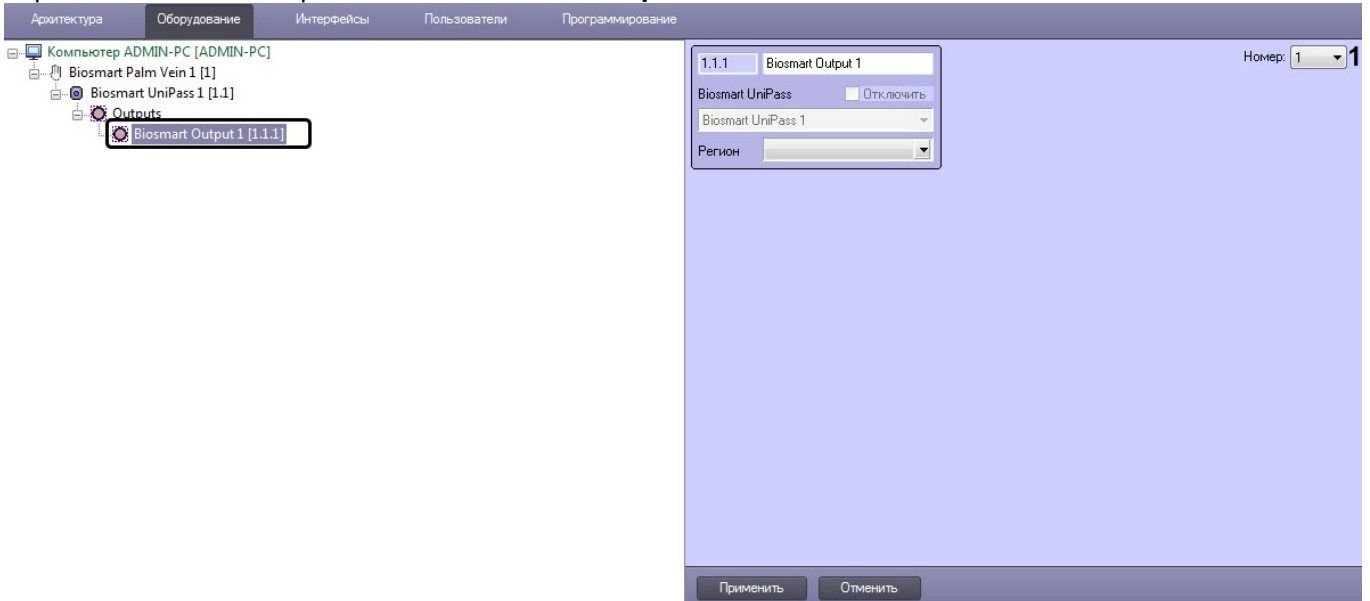 Архитектура Оборудование Интерфейсы Пользователи Программирование
Компьютер ADMIN-PC [ADMIN-PC]
Biosmart Palm Vein 1 [1]
Biosmart UniPass 1 [1.1]
Outputs
Biosmart Output 1 [1.1.1]
1.1.1 Biosmart Output 1
Biosmart UniPass Отключить
Biosmart UniPass 1
Регион
Номер: 1 1
Применить Отменить